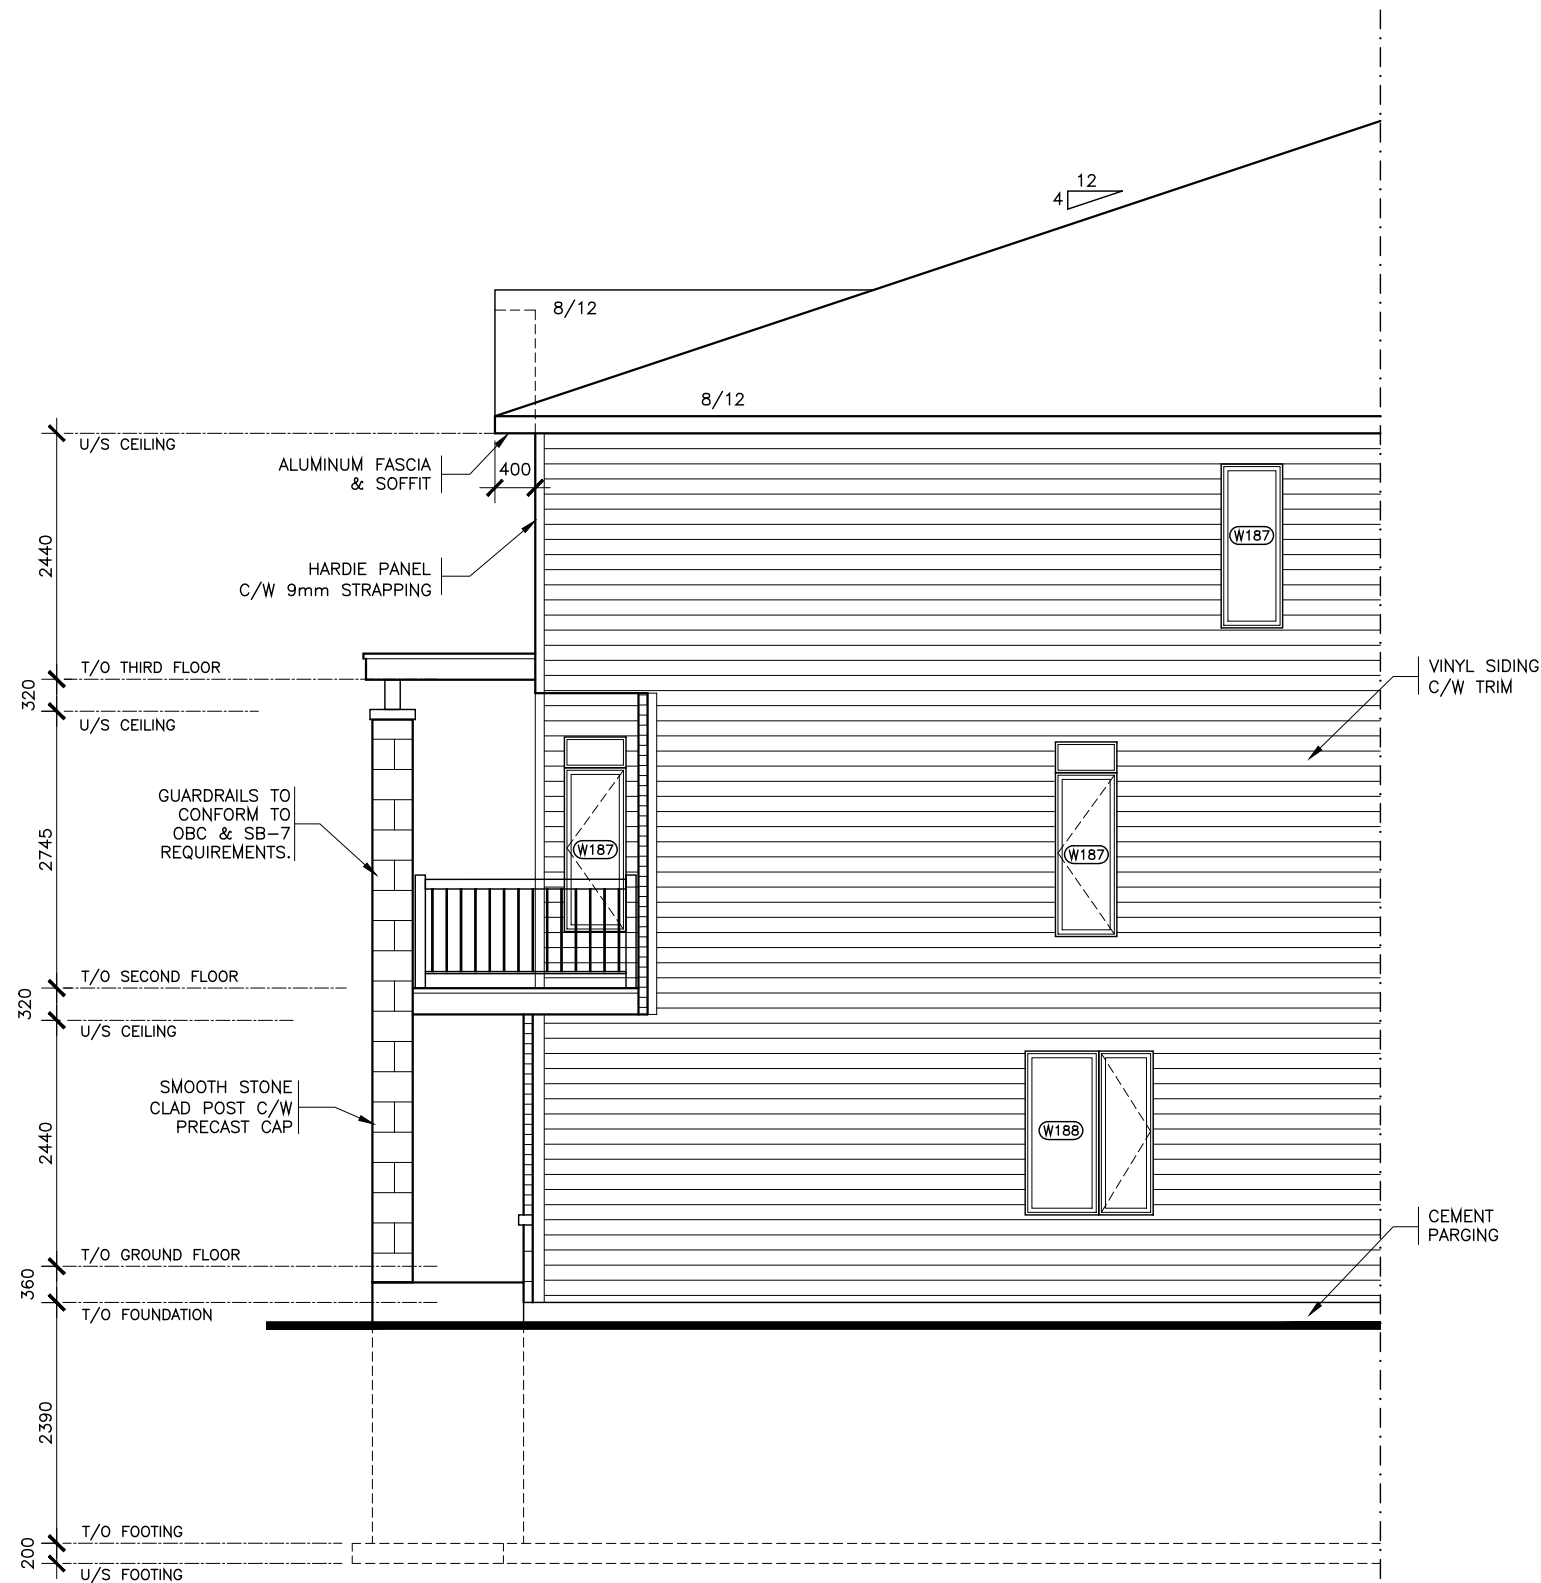 12
4
8/12
8/12
U/S CEILING
ALUMINUM FASCIA
& SOFFIT
400
W187
2440
HARDIE PANEL
C/W 9mm STRAPPING
T/O THIRD FLOOR
320
U/S CEILING
VINYL SIDING
C/W TRIM
GUARDRAILS TO
CONFORM TO
OBC & SB-7
REQUIREMENTS.
2745
W187
W187
T/O SECOND FLOOR
320
U/S CEILING
SMOOTH STONE
CLAD POST C/W
PRECAST CAP
2440
W188
CEMENT
PARGING
T/O GROUND FLOOR
360
T/O FOUNDATION
2390
T/O FOOTING
200
U/S FOOTING